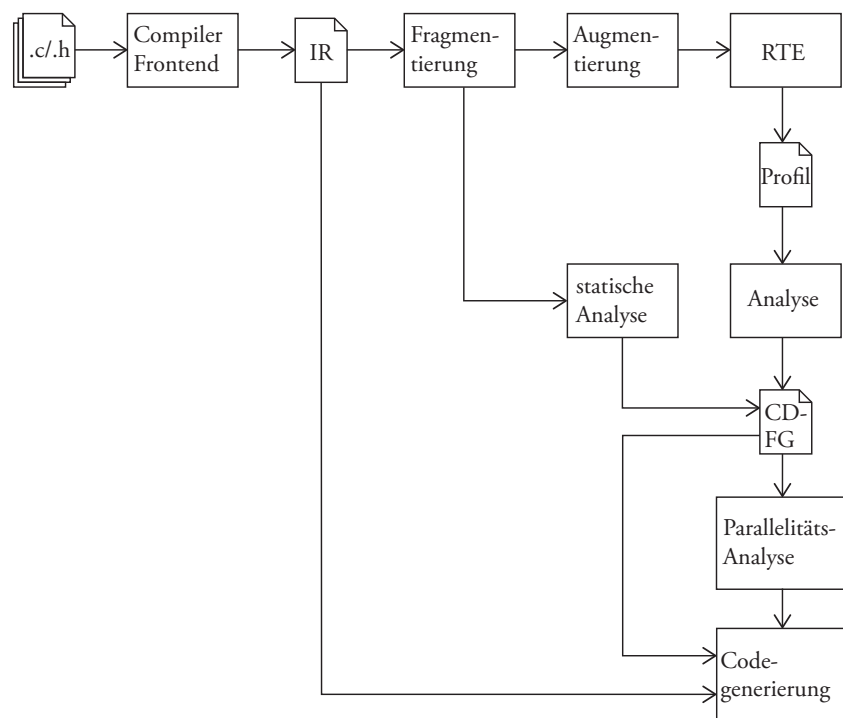 .c/.h
Compiler
Frontend
IR
Fragmen-
tierung
Augmen-
tierung
RTE
Profil
statische
Analyse
Analyse
CD-
FG
Parallelitäts-
Analyse
Code-
generierung